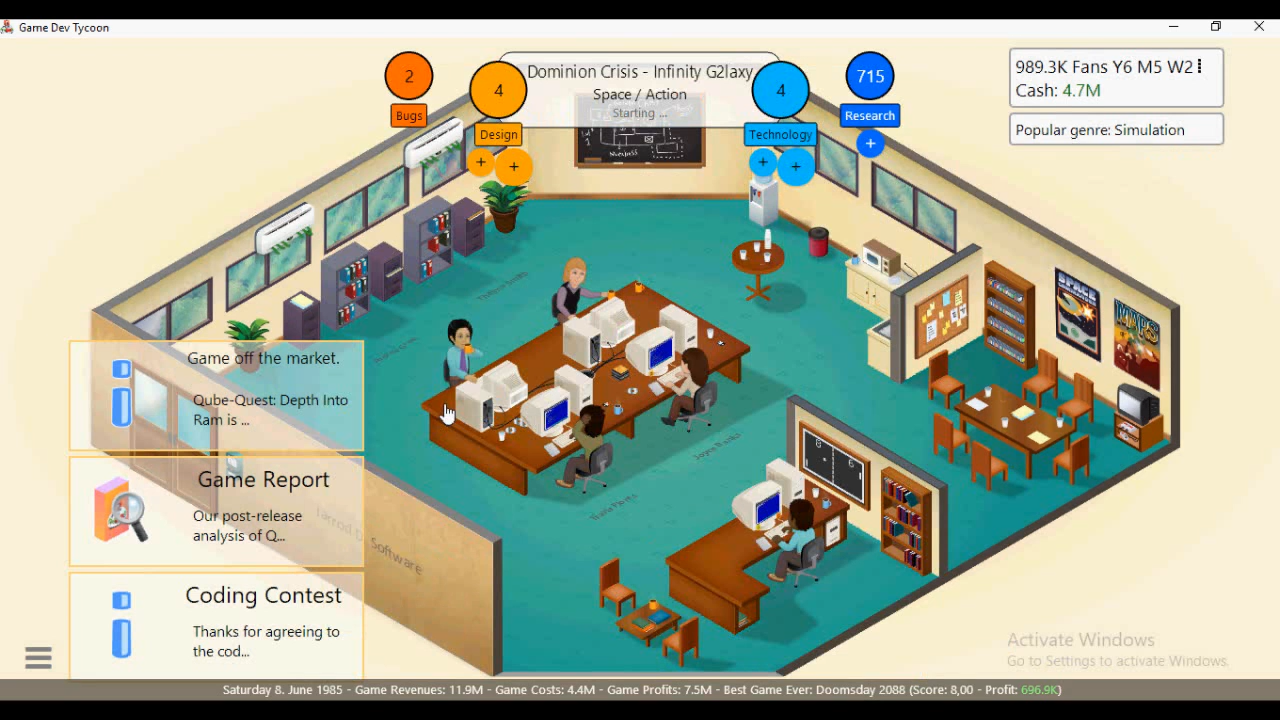 Game Dev Tycoon
2
Bugs
4
Design
+
+
Dominion Crisis - Infinity G2laxy
Space / Action
Starting ...
4
Technology
+
+
715
Research
+
989.3K Fans Y6 M5 W2
Cash: 4.7M
Popular genre: Simulation
SPACE
MARS
6 6
Game off the market.
Qube-Quest: Depth Into
Ram is ...
Game Report
Our post-release
analysis of Q...
Coding Contest
Thanks for agreeing to
the cod...
Software
Activate Windows
Go to Settings to activate Windows.
Saturday 8. June 1985 - Game Revenues: 11.9M - Game Costs: 4.4M - Game Profits: 7.5M - Best Game Ever: Doomsday 2088 (Score: 8,00 - Profit: 696.9K)